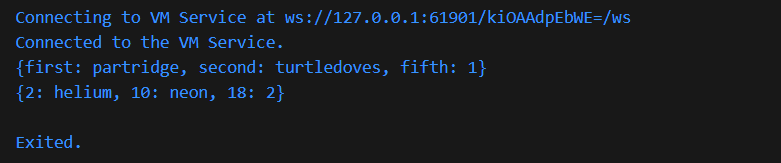 Connecting to VM Service at ws://127.0.0.1:61901/kiOAAdpEbWE=/ws
Connected to the VM Service.
{first: partridge, second: turtledoves, fifth: 1}
{2: helium, 10: neon, 18: 2}
Exited.